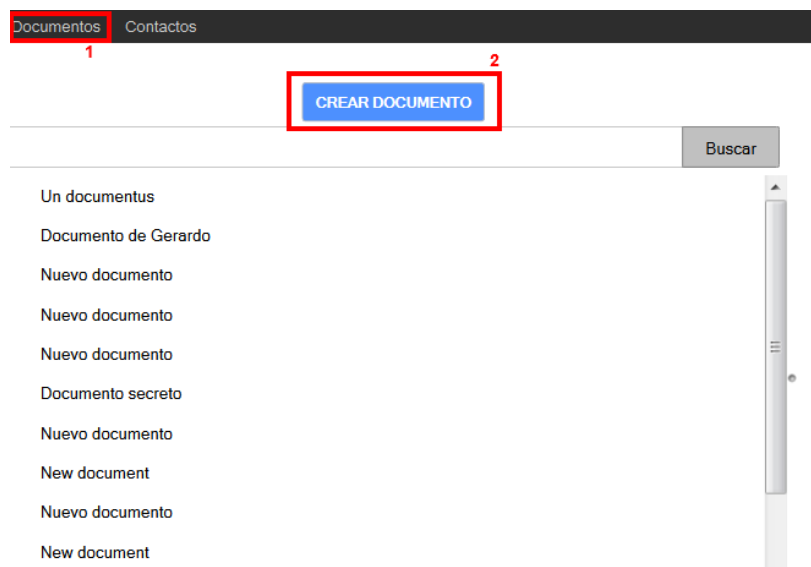 Documentos Contactos
1
2
CREAR DOCUMENTO
Buscar
Un documentus
Documento de Gerardo
Nuevo documento
Nuevo documento
Nuevo documento
Documento secreto
Nuevo documento
New document
Nuevo documento
New document